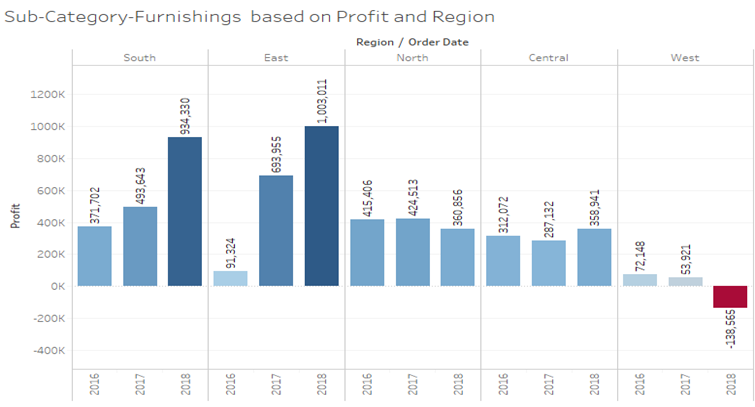 Sub-Category-Furnishings based on Profit and Region
Region / Order Date
South East North Central West
1200K
1000K
800K
600K
400K
200K
0K
-200K
-400K
Profit
371,702
493,643
934,330
91,324
693,955
1,003,011
415,406
424,513
360,856
312,072
287,132
358,941
72,148
53,921
-138,565
2016 2017 2018 2016 2017 2018 2016 2017 2018 2016 2017 2018 2016 2017 2018